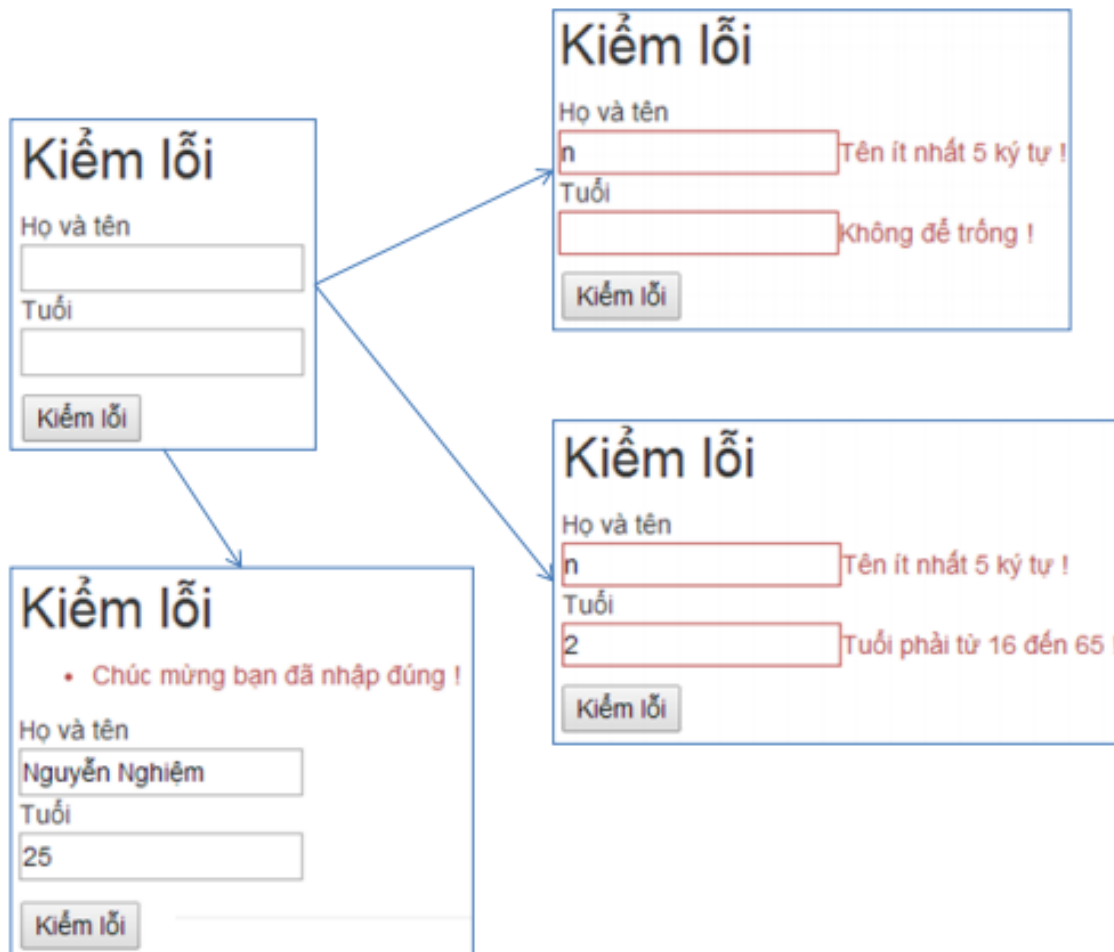 Kiểm lỗi
Họ và tên
Tuổi
Kiểm lỗi
Kiểm lỗi
Họ và tên
n Tên ít nhất 5 ký tự !
Tuổi
Không để trống !
Kiểm lỗi
Kiểm lỗi
Họ và tên
n Tên ít nhất 5 ký tự !
Tuổi
2 Tuổi phải từ 16 đến 65 !
Kiểm lỗi
Kiểm lỗi
• Chúc mừng bạn đã nhập đúng !
Họ và tên
Nguyễn Nghiệm
Tuổi
25
Kiểm lỗi